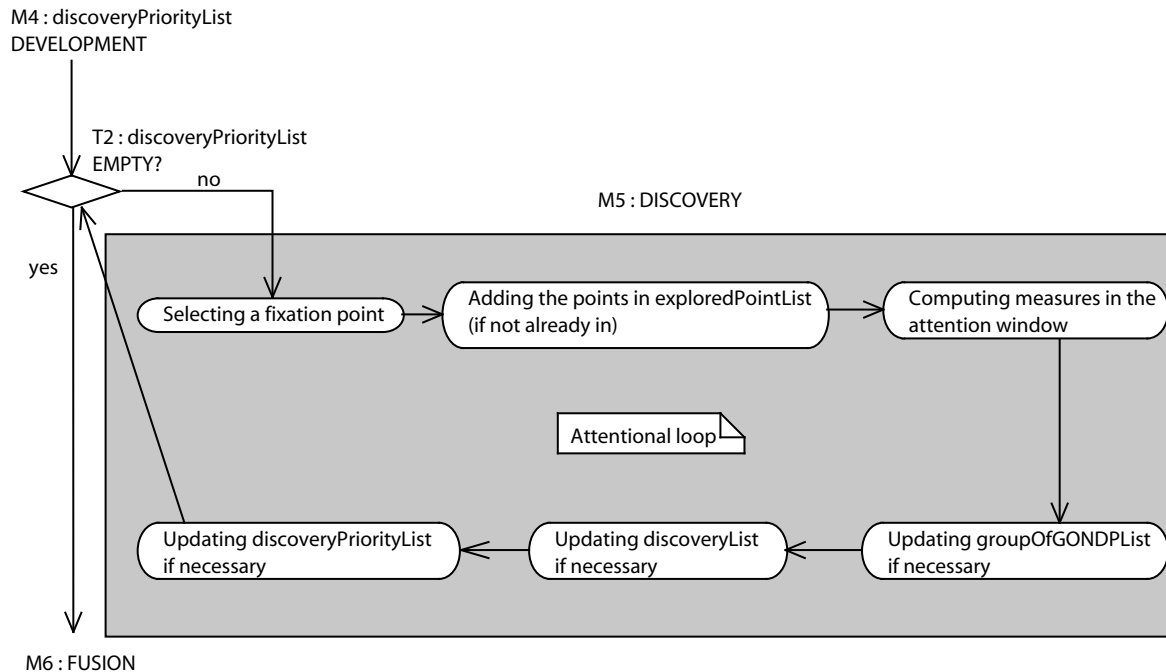 M4 : discoveryPriorityList
DEVELOPMENT
T2 : discoveryPriorityList
EMPTY?
no
M5 : DISCOVERY
yes
Selecting a fixation point
Adding the points in exploredPointList
(if not already in)
Computing measures in the
attention window
Attentional loop
Updating discoveryPriorityList
if necessary
Updating discoveryList
if necessary
Updating groupOfGONDPList
if necessary
M6 : FUSION